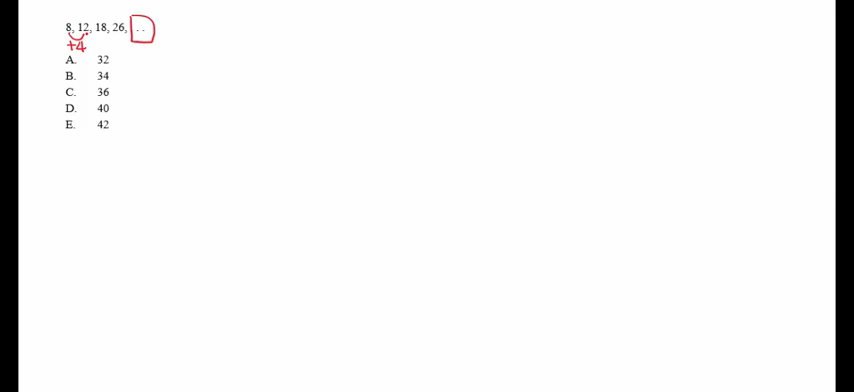 8, 12, 18, 26, . .
+4
A. 32
B. 34
C. 36
D. 40
E. 42